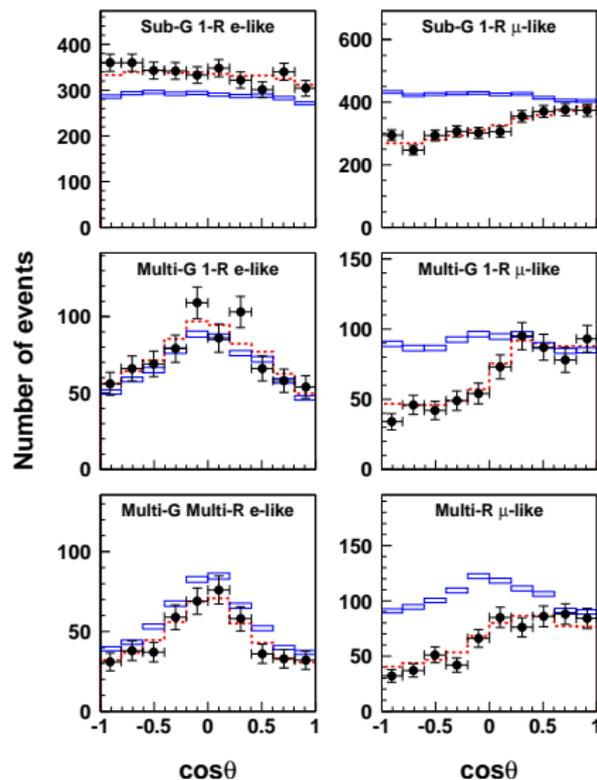 Sub-G 1-R e-like
400
300
200
100
0
Sub-G 1-R μ-like
600
400
200
0
Number of events
Multi-G 1-R e-like
100
50
0
Multi-G 1-R μ-like
150
100
50
0
Multi-G Multi-R e-like
100
50
0
-1 -0.5 0 0.5 1
cosθ
Multi-R μ-like
150
100
50
0
-1 -0.5 0 0.5 1
cosθ